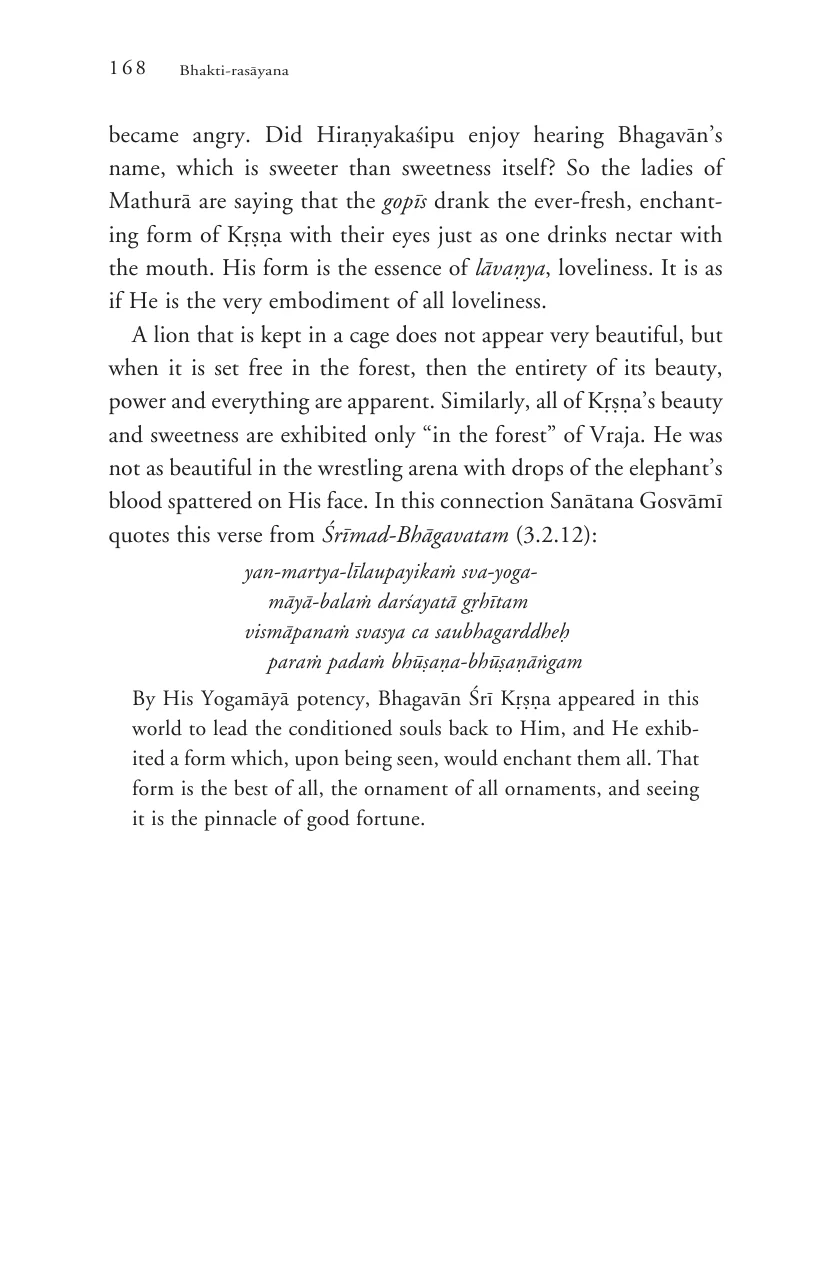 168 Bhakti-rasāyana
became angry. Did Hiraṇyakaśipu enjoy hearing Bhagavān’s
name, which is sweeter than sweetness itself? So the ladies of
Mathurā are saying that the gopīs drank the ever-fresh, enchant-
ing form of Kṛṣṇa with their eyes just as one drinks nectar with
the mouth. His form is the essence of lāvaṇya, loveliness. It is as
if He is the very embodiment of all loveliness.
A lion that is kept in a cage does not appear very beautiful, but
when it is set free in the forest, then the entirety of its beauty,
power and everything are apparent. Similarly, all of Kṛṣṇa’s beauty
and sweetness are exhibited only “in the forest” of Vraja. He was
not as beautiful in the wrestling arena with drops of the elephant’s
blood spattered on His face. In this connection Sanātana Gosvāmī
quotes this verse from Śrīmad-Bhāgavatam (3.2.12):
yan-martya-līlaupayikaṁ sva-yoga-
māyā-balaṁ darśayatā gṛhītam
vismāpanaṁ svasya ca saubhagarddheḥ
paraṁ padaṁ bhūṣaṇa-bhūṣaṇāṅgam
By His Yogamāyā potency, Bhagavān Śrī Kṛṣṇa appeared in this
world to lead the conditioned souls back to Him, and He exhib-
ited a form which, upon being seen, would enchant them all. That
form is the best of all, the ornament of all ornaments, and seeing
it is the pinnacle of good fortune.